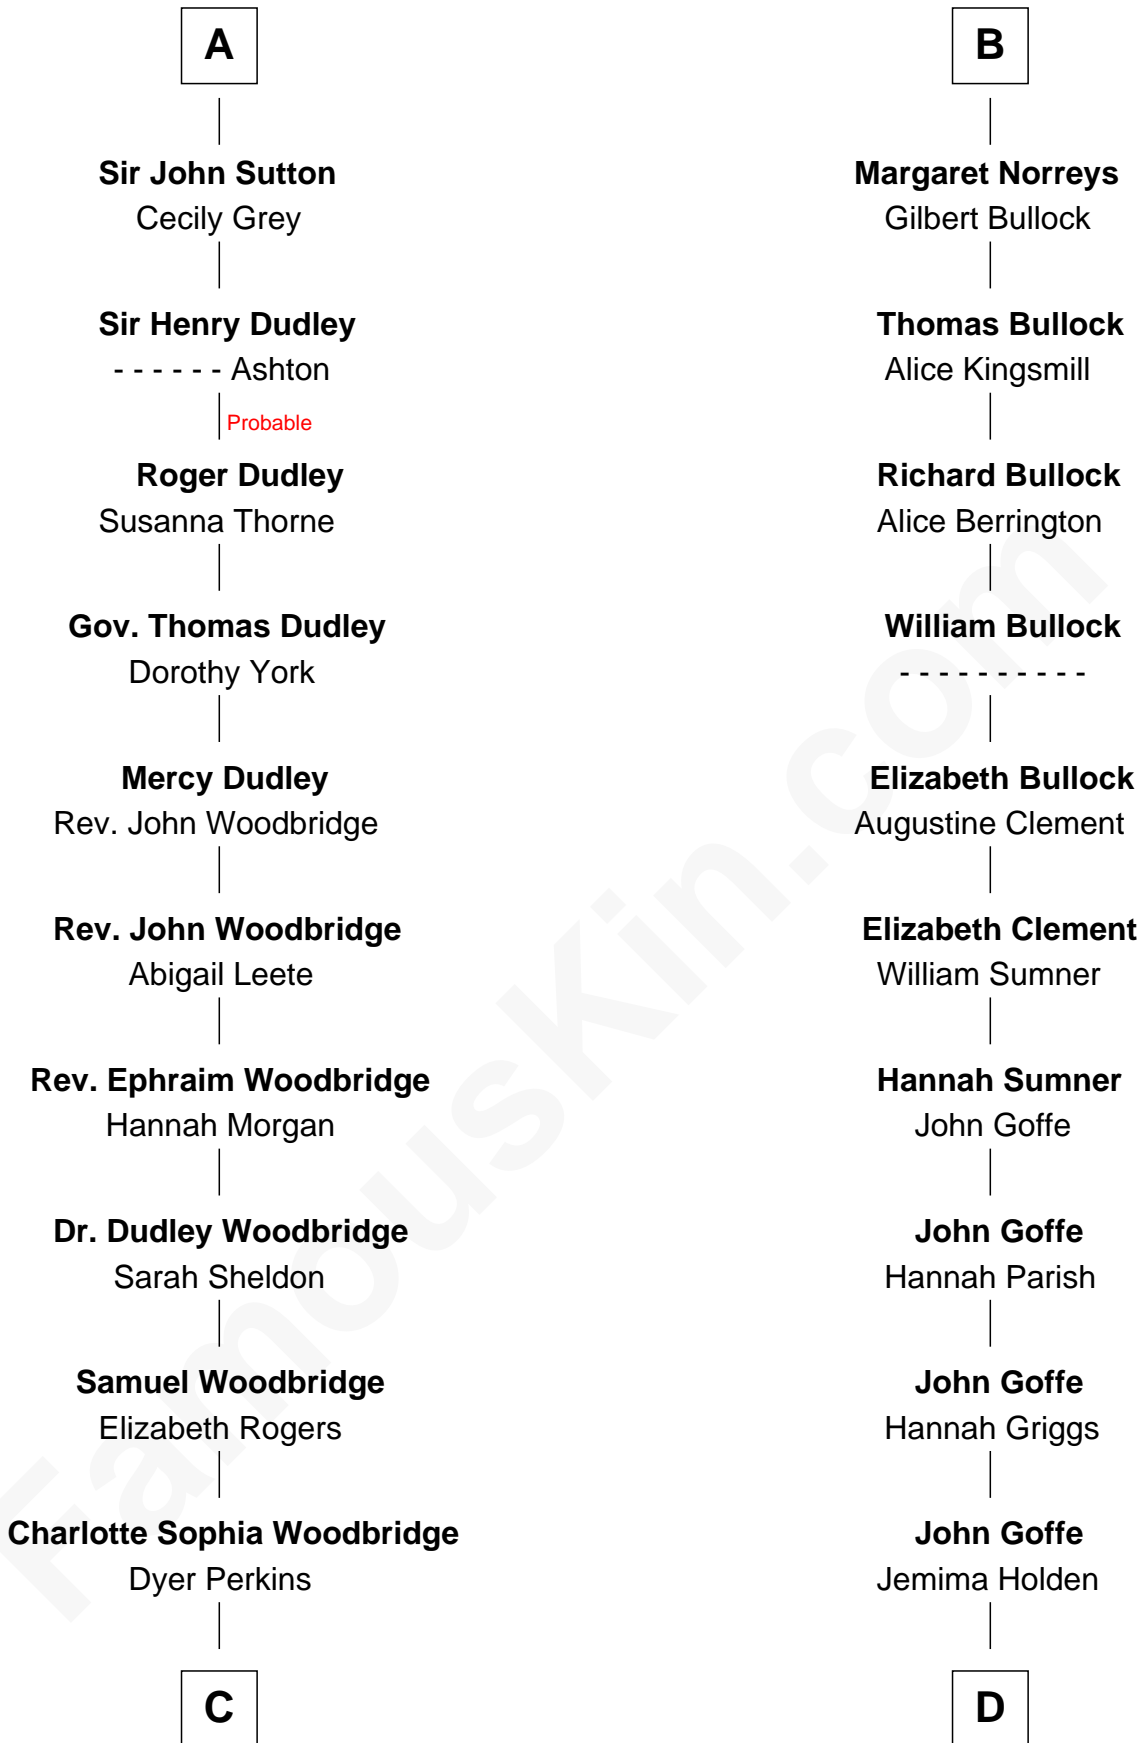 A
Sir John Sutton
Cecily Grey
Sir Henry Dudley
- - - - - - Ashton
Probable
Roger Dudley
Susanna Thorne
Gov. Thomas Dudley
Dorothy York
Mercy Dudley
Rev. John Woodbridge
Rev. John Woodbridge
Abigail Leete
Rev. Ephraim Woodbridge
Hannah Morgan
Dr. Dudley Woodbridge
Sarah Sheldon
Samuel Woodbridge
Elizabeth Rogers
Charlotte Sophia Woodbridge
Dyer Perkins
C
B
Margaret Norreys
Gilbert Bullock
Thomas Bullock
Alice Kingsmill
Richard Bullock
Alice Berrington
William Bullock
- - - - - - - - - -
Elizabeth Bullock
Augustine Clement
Elizabeth Clement
William Sumner
Hannah Sumner
John Goffe
John Goffe
Hannah Parish
John Goffe
Hannah Griggs
John Goffe
Jemima Holden
D
FamousKin.com